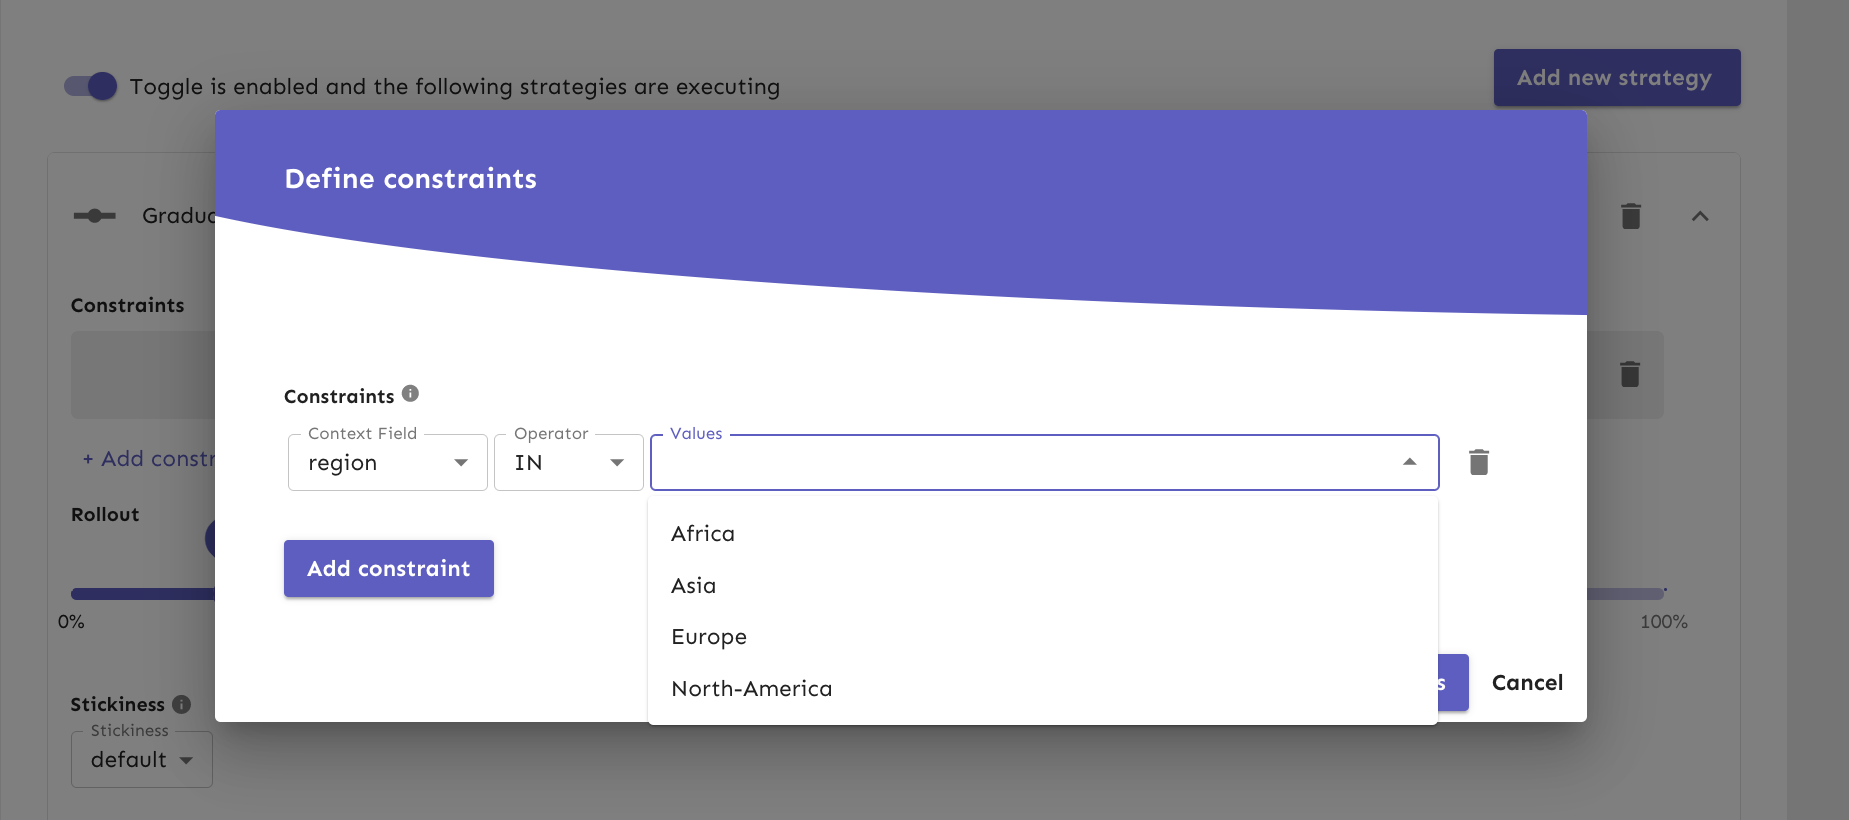 Toggle is enabled and the following strategies are executing
Add new strategy
Define constraints
Constraints
Constraints
Context Field
Operator
Values
region
IN
+ Add constr
Africa
Rollout
Add constraint
Asia
0%
100%
Europe
North-America
Cancel
Stickiness
Stickiness
default